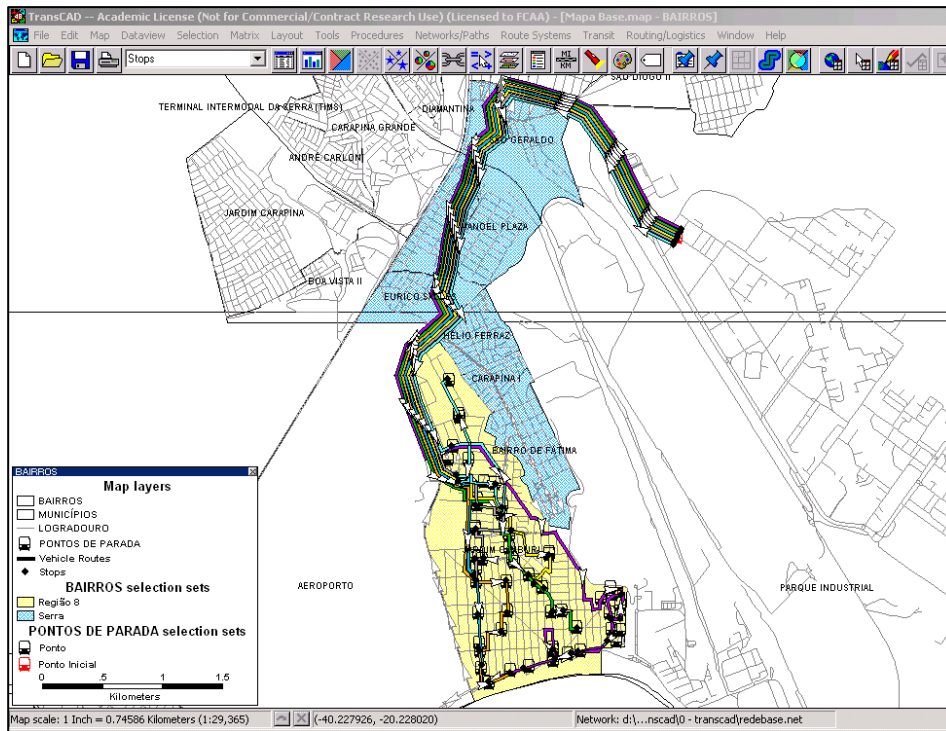 TransCAD -- Academic License (Not for Commercial/Contract Research Use) (Licensed to FCAA) - [Mapa Base.map - BAIRROS]
File Edit Map Dataview Selection Matrix Layout Tools Procedures Networks/Paths Route Systems Transit Routing/Logistics Window Help
Stops
MI
KM
SÃO DIOGO II
TERMINAL INTERMODAL DA SERRA (TIMS)
DIAMANTINA
CARAPINA GRANDE
GERALDO
ANDRÉ CARLONI
JARDIM CARAPINA
MANOEL PLAZA
BOA VISTA II
EURICO SALLES
HELIO FERRAZ
CARAPINA I
BAIRRO DE FÁTIMA
AEROPORTO
PARQUE INDUSTRIAL
BAIRROS
Map layers
BAIRROS
MUNICÍPIOS
LOGRADOURO
PONTOS DE PARADA
Vehicle Routes
Stops
BAIRROS selection sets
Região 8
Serra
PONTOS DE PARADA selection sets
Ponto
Ponto Inicial
0 .5 1 1.5
Kilometers
Map scale: 1 Inch = 0.74586 Kilometers (1:29,365) (-40.227926, -20.228020) Network: d:\...nscad\0 - transcad\redebase.net